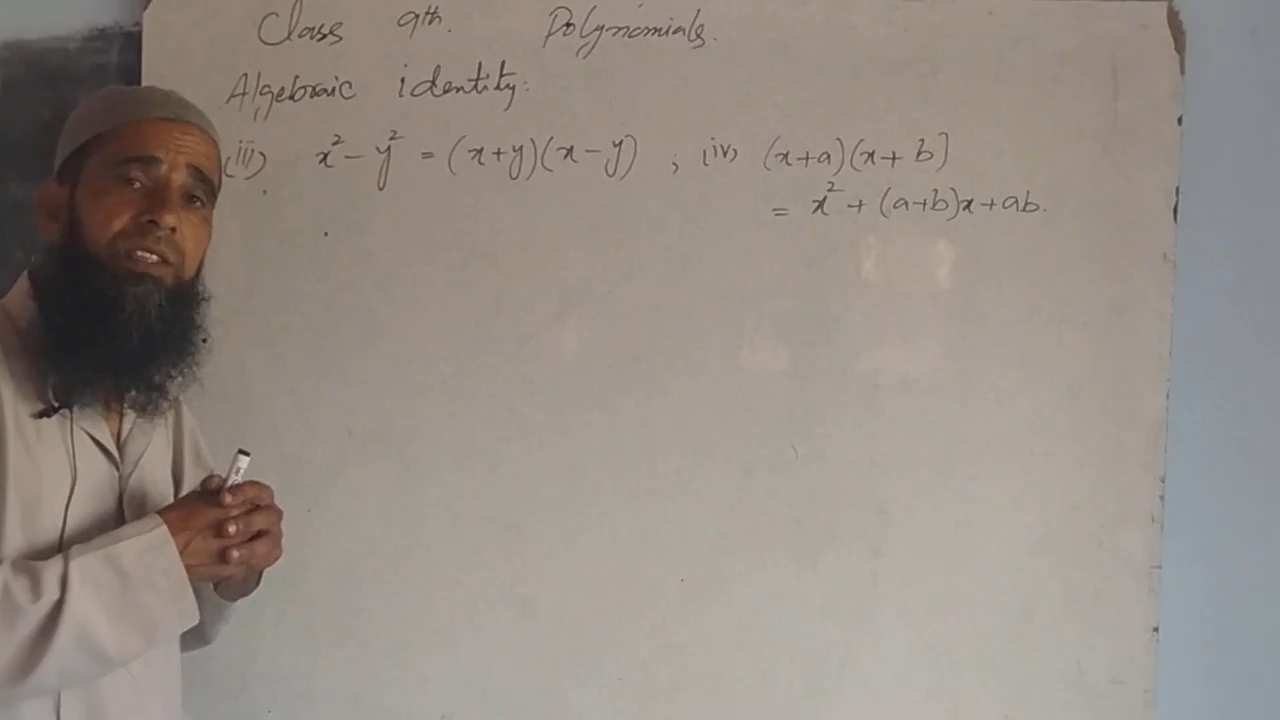 Class 9th. Polynomials.
Algebraic identity:
(iii) x² - y² = (x+y)(x-y) ; (iv) (x+a)(x+b)
= x² + (a+b)x+ab.